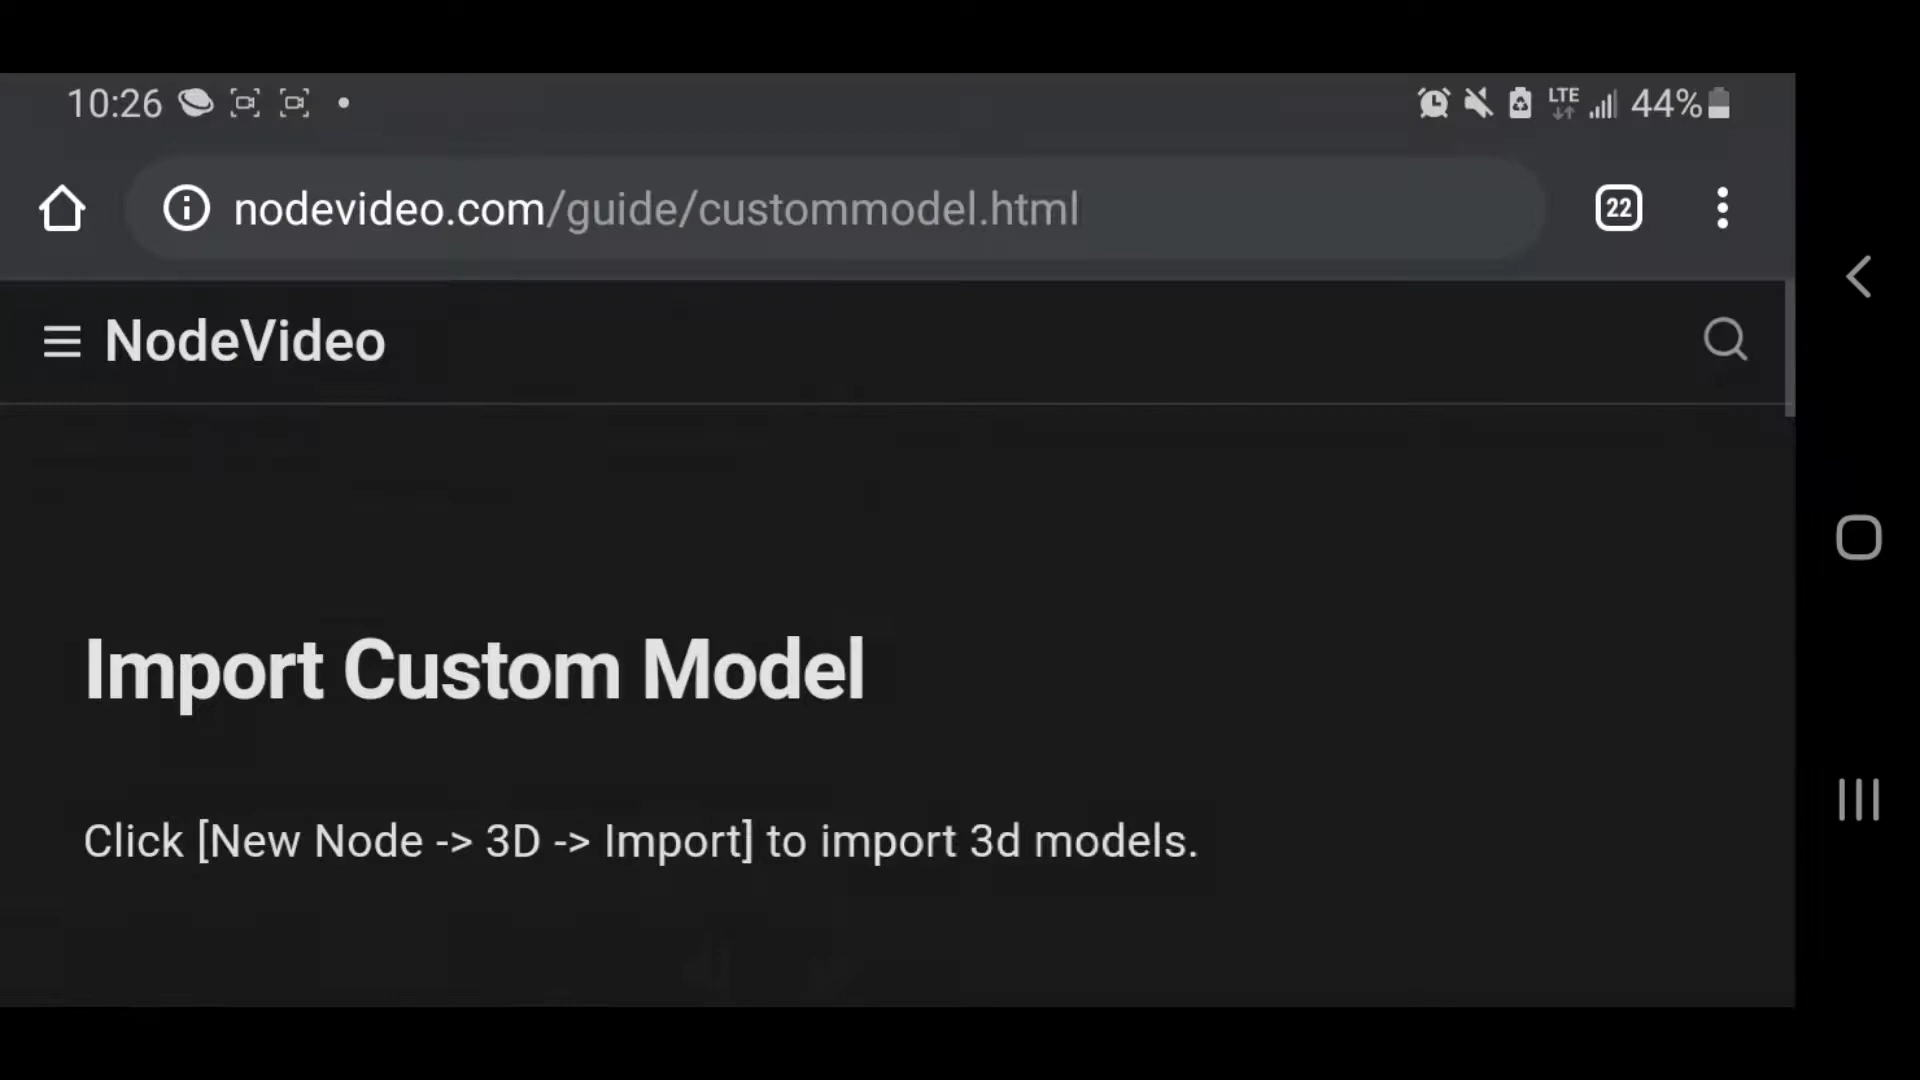 10:26 LTE 44%
nodevideo.com/guide/custommodel.html 22
NodeVideo
Import Custom Model
Click [New Node -> 3D -> Import] to import 3d models.